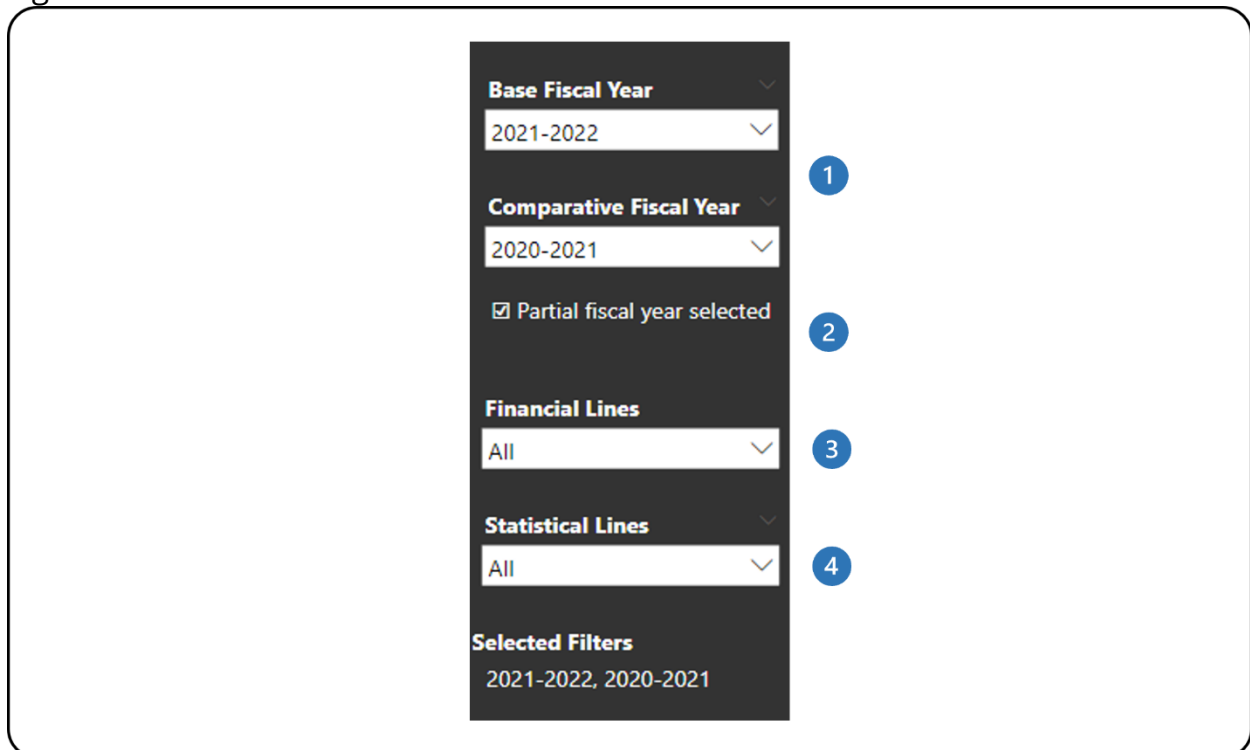 Base Fiscal Year
2021-2022
1
Comparative Fiscal Year
2020-2021
☑ Partial fiscal year selected
2
Financial Lines
All
3
Statistical Lines
All
4
Selected Filters
2021-2022, 2020-2021